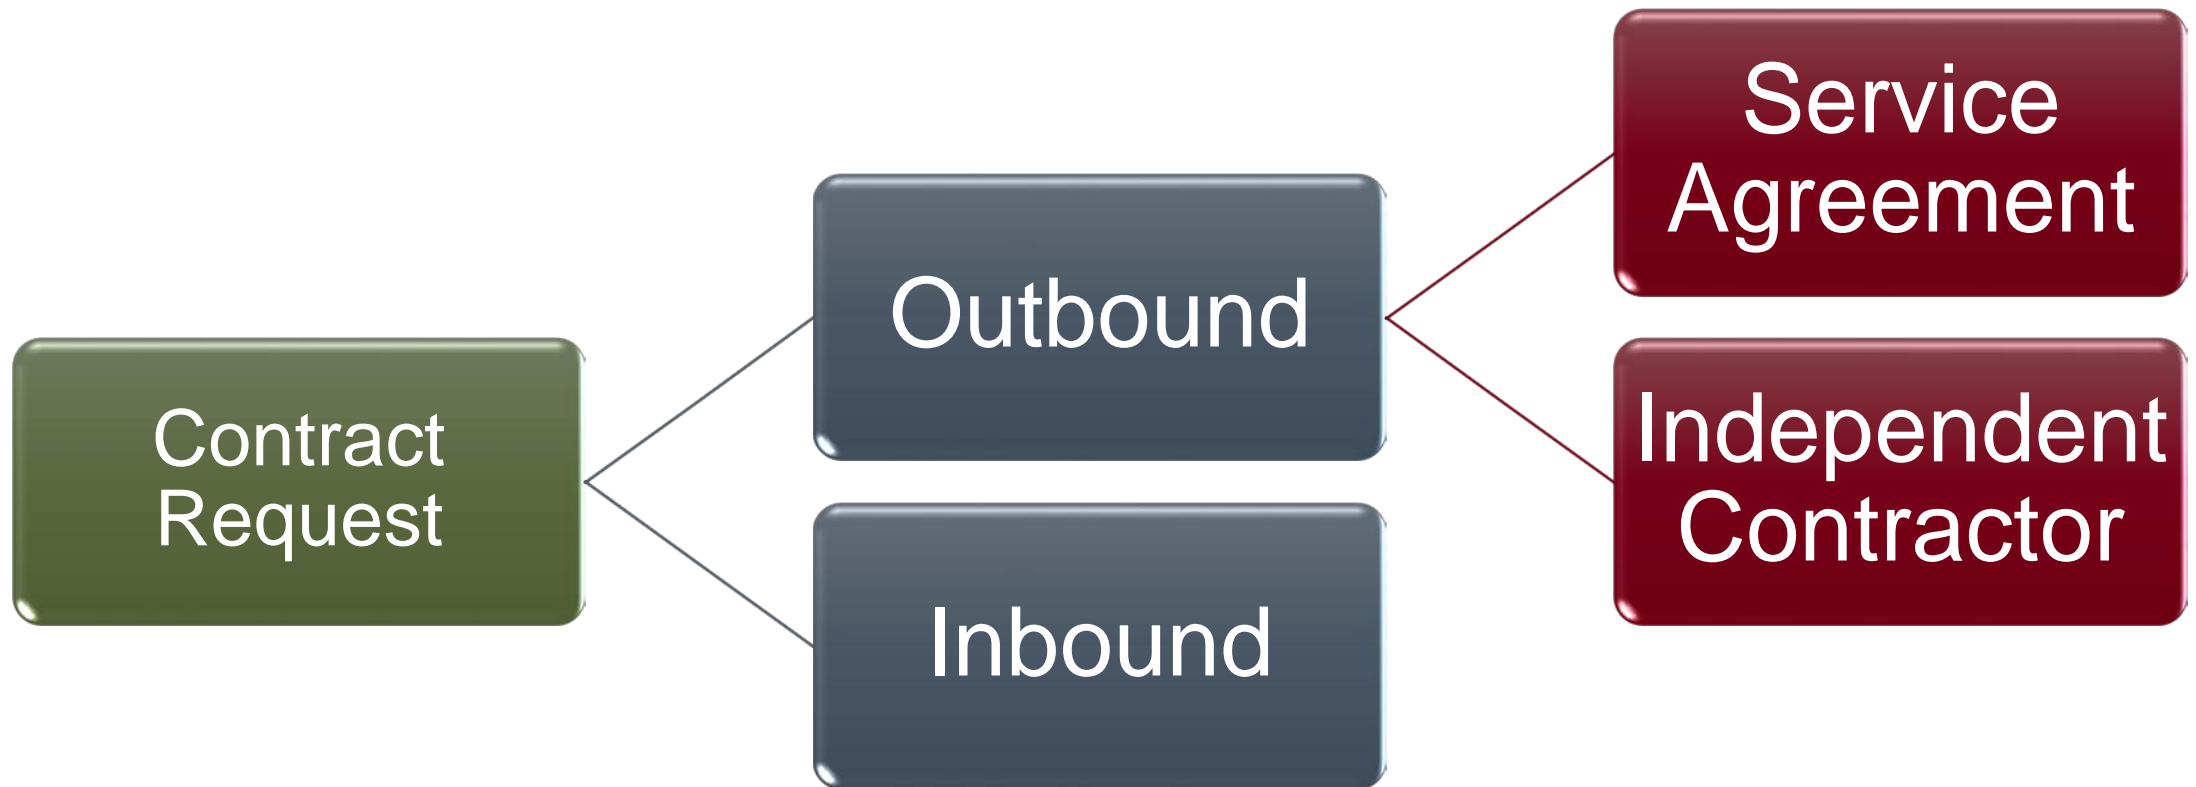 Contract
Request
Outbound
Inbound
Service
Agreement
Independent
Contractor